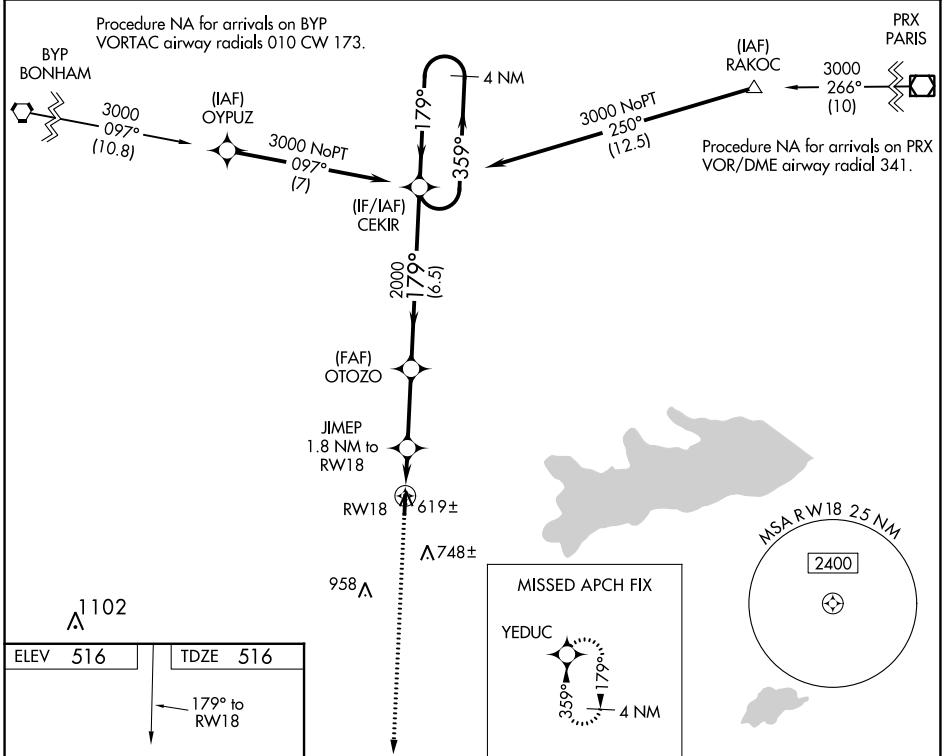 Procedure NA for arrivals on BYP
VORTAC airway radials 010 CW 173.
BYP
BONHAM
3000
097°
(10.8)
(IAF)
OYPUZ
3000 NoPT
097°
(7)
179°
359°
4 NM
(IF/IAF)
CEKIR
(IAF)
RAKOC
3000 NoPT
250°
(12.5)
PRX
PARIS
3000
266°
(10)
Procedure NA for arrivals on PRX
VOR/DME airway radial 341.
2000
179°
(6.5)
(FAF)
OTOZO
JIMEP
1.8 NM to
RW18
RW18
619±
748±
958
1102
MISSED APCH FIX
YEDUC
359°
179°
4 NM
MSA RW18 25 NM
2400
ELEV 516
TDZE 516
179° to
RW18